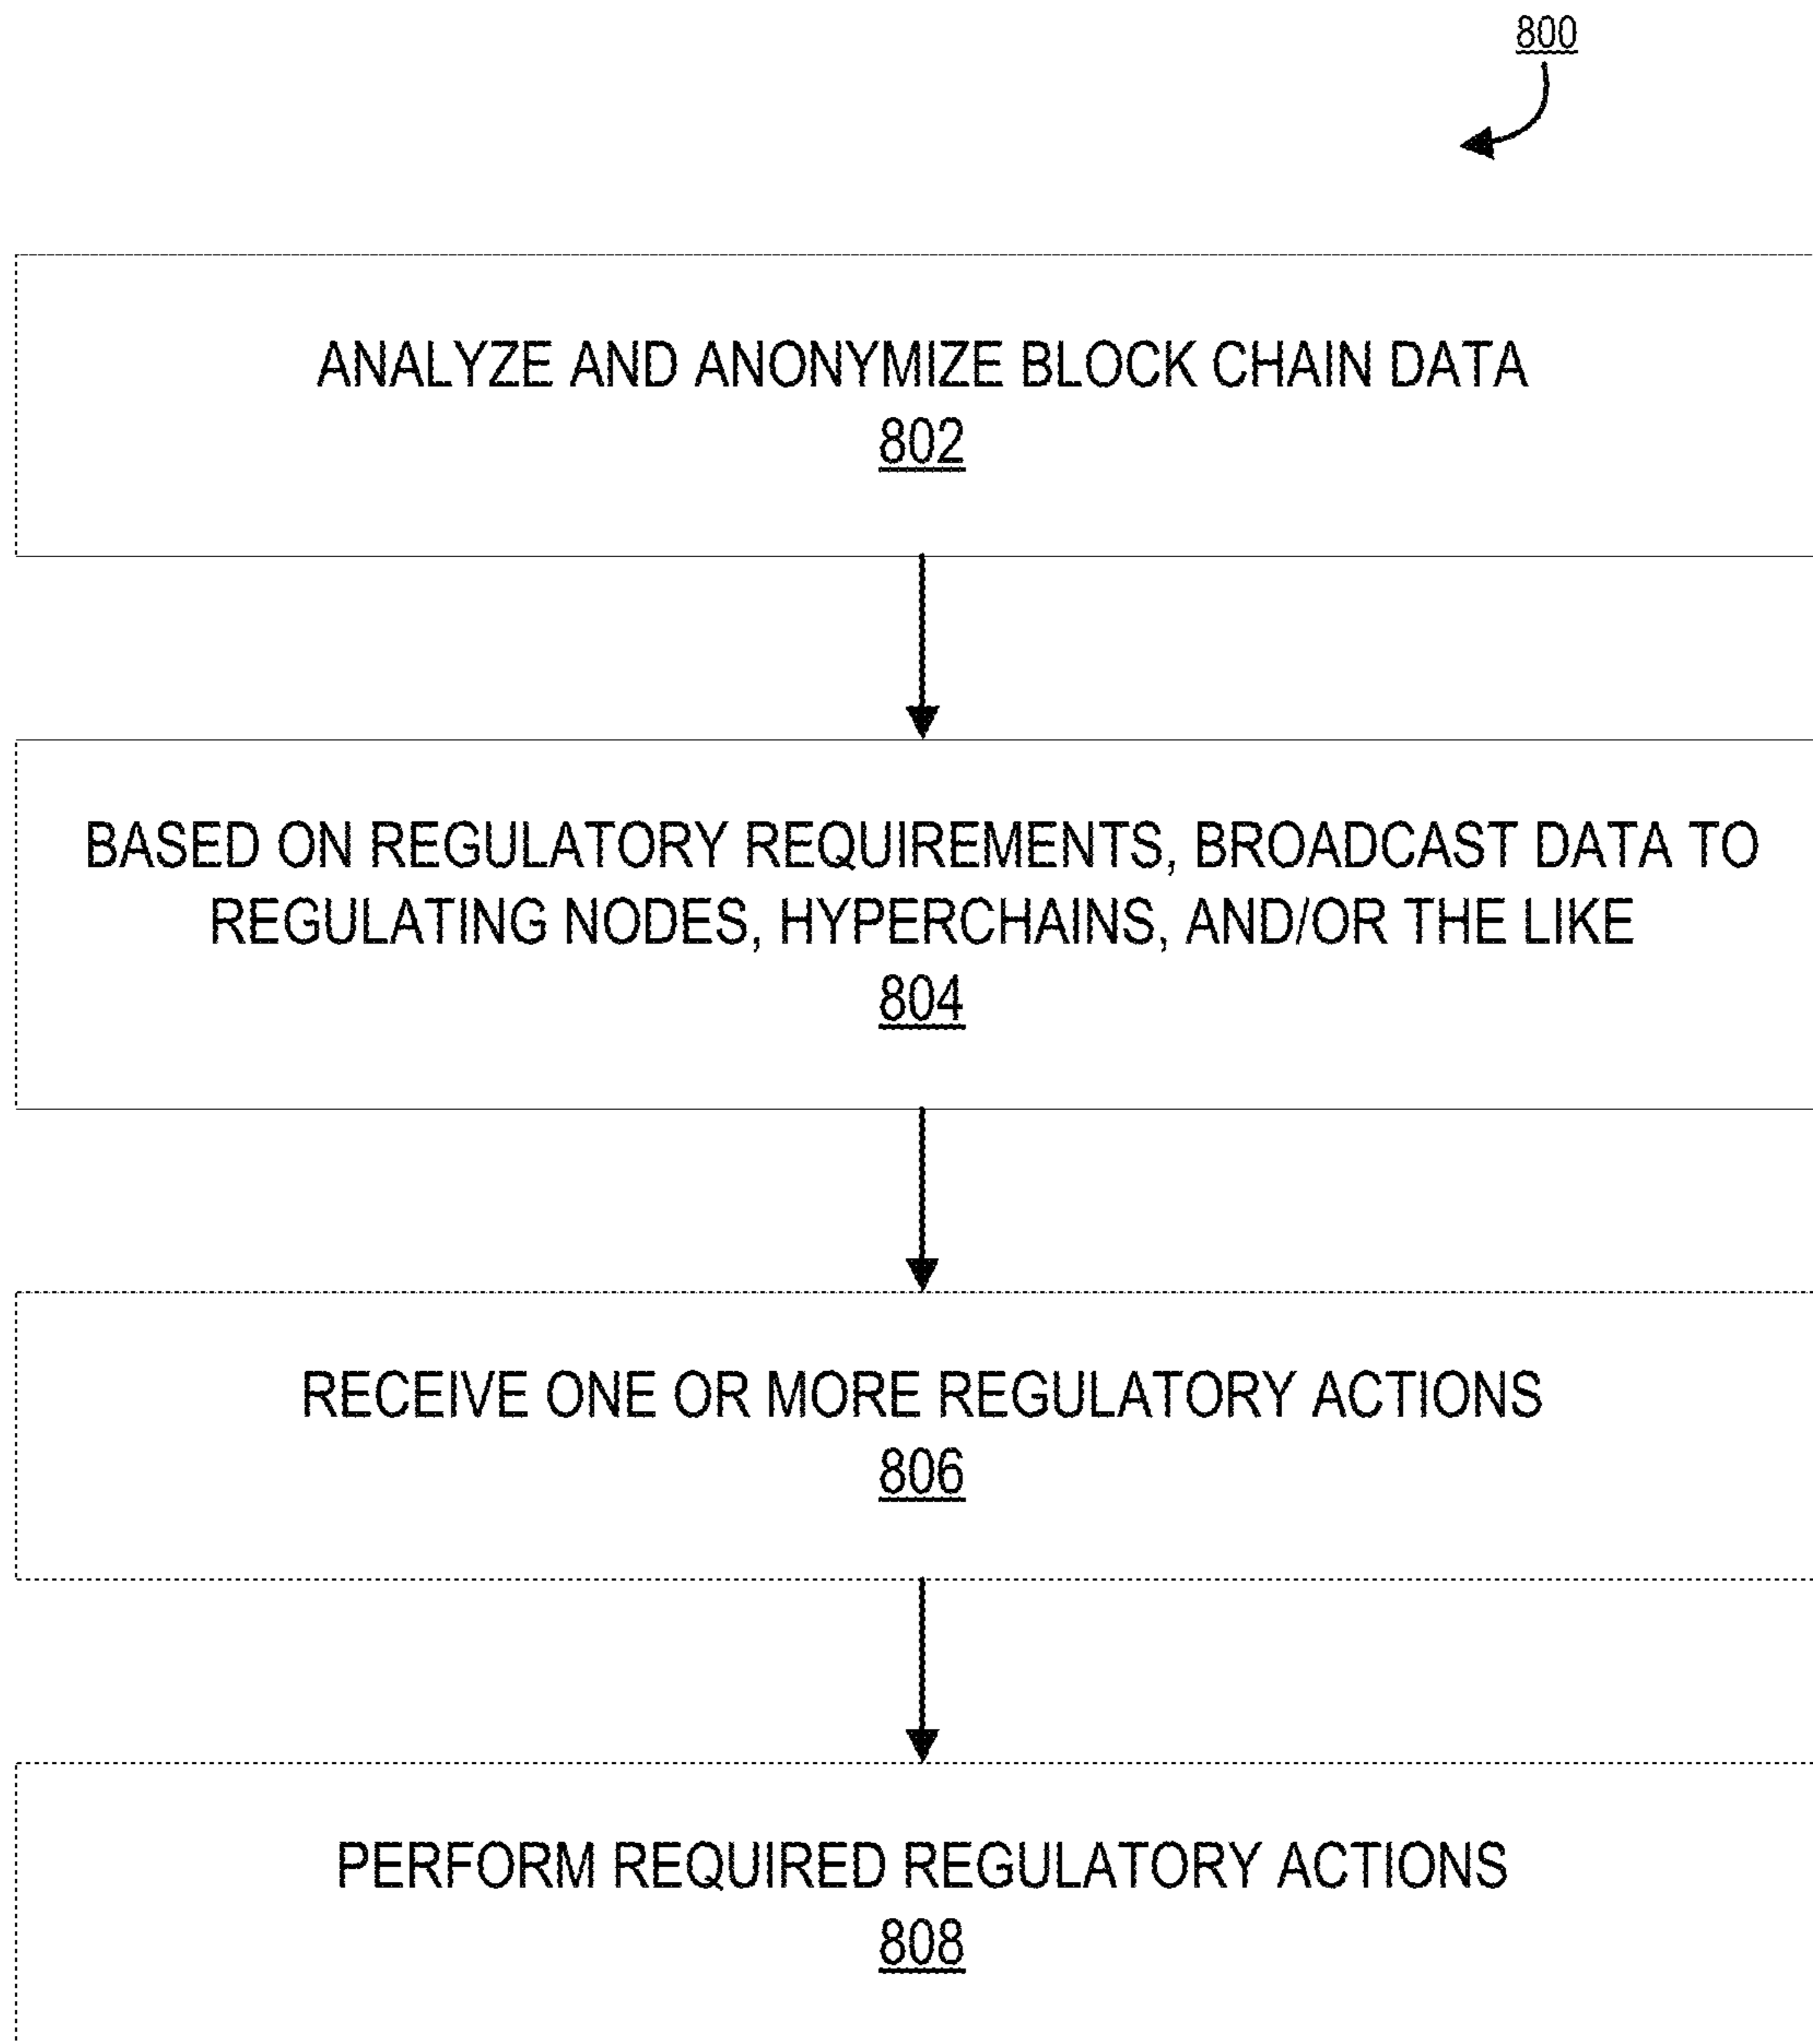 800
ANALYZE AND ANONYMIZE BLOCK CHAIN DATA
802
BASED ON REGULATORY REQUIREMENTS, BROADCAST DATA TO
REGULATING NODES, HYPERCHAINS, AND/OR THE LIKE
804
RECEIVE ONE OR MORE REGULATORY ACTIONS
806
PERFORM REQUIRED REGULATORY ACTIONS
808